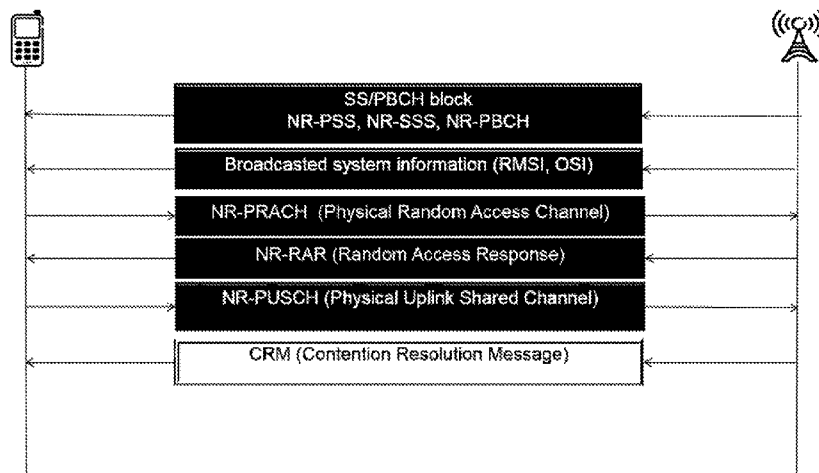 SS/PBCH block
NR-PSS, NR-SSS, NR-PBCH
Broadcasted system information (RMSI, OSI)
NR-PRACH (Physical Random Access Channel)
NR-RAR (Random Access Response)
NR-PUSCH (Physical Uplink Shared Channel)
CRM (Contention Resolution Message)